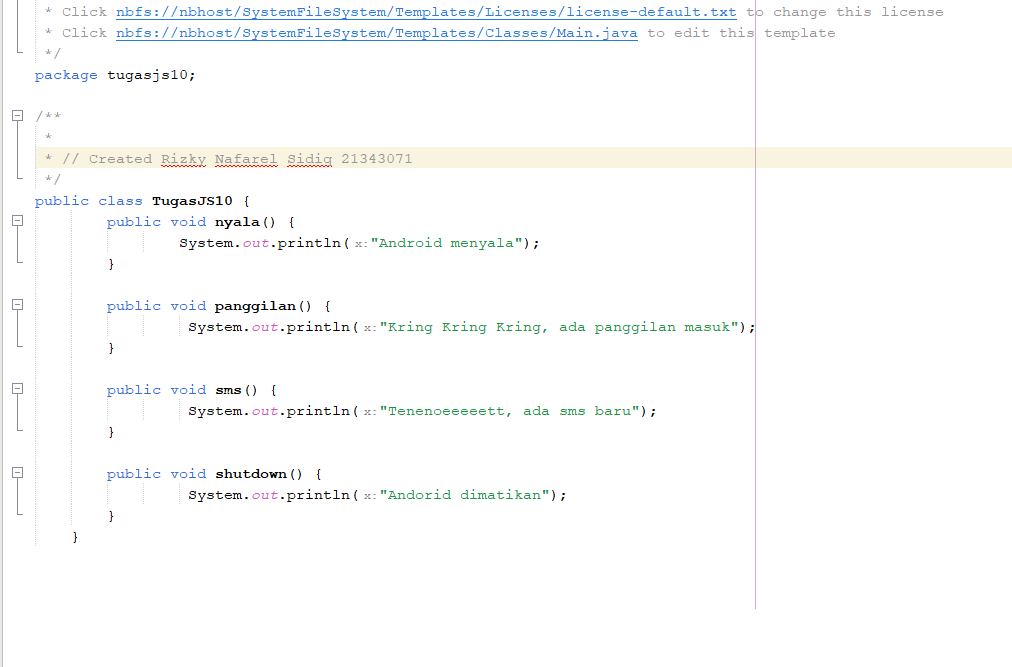 * Click nbfs://nbhost/SystemFileSystem/Templates/Licenses/license-default.txt to change this license
* Click nbfs://nbhost/SystemFileSystem/Templates/Classes/Main.java to edit this template
*/
package tugasjs10;
/**
*
* // Created Rizky Nafarel Sidiq 21343071
*/
public class TugasJS10 {
public void nyala() {
System.out.println( x: "Android menyala");
}
public void panggilan() {
System.out.println( x: "Kring Kring Kring, ada panggilan masuk");
}
public void sms() {
System.out.println( x: "Tenenoeeeeett, ada sms baru");
}
public void shutdown() {
System.out.println( x: "Andorid dimatikan");
}
}